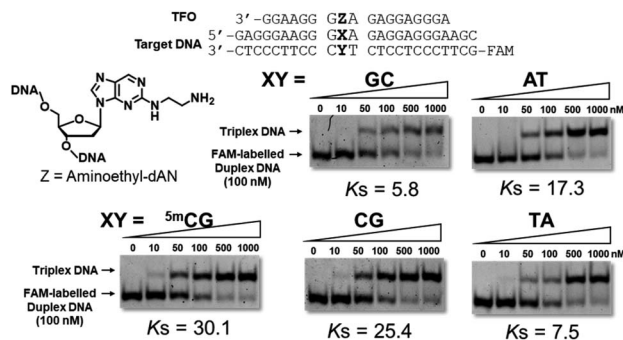 TFO 3’-GGAAGG GZA GAGGAGGGA
Target DNA 5’-GAGGGAAGG GXA GAGGAGGGAAGC
3’-CTCCCTTCC CYT CTCCTCCCTTCG-FAM
DNA
O
N
N
N
N
N
H
NH2
O
O
DNA
Z = Aminoethyl-dAN
XY = GC AT
0 10 50 100 500 1000 0 10 50 100 500 1000 nM
Triplex DNA
FAM-labelled
Duplex DNA
(100 nM)
Ks = 5.8 Ks = 17.3
XY = 5mCG CG TA
0 10 50 100 500 1000 0 10 50 100 500 1000 0 10 50 100 500 1000 nM
Triplex DNA
FAM-labelled
Duplex DNA
(100 nM)
Ks = 30.1 Ks = 25.4 Ks = 7.5